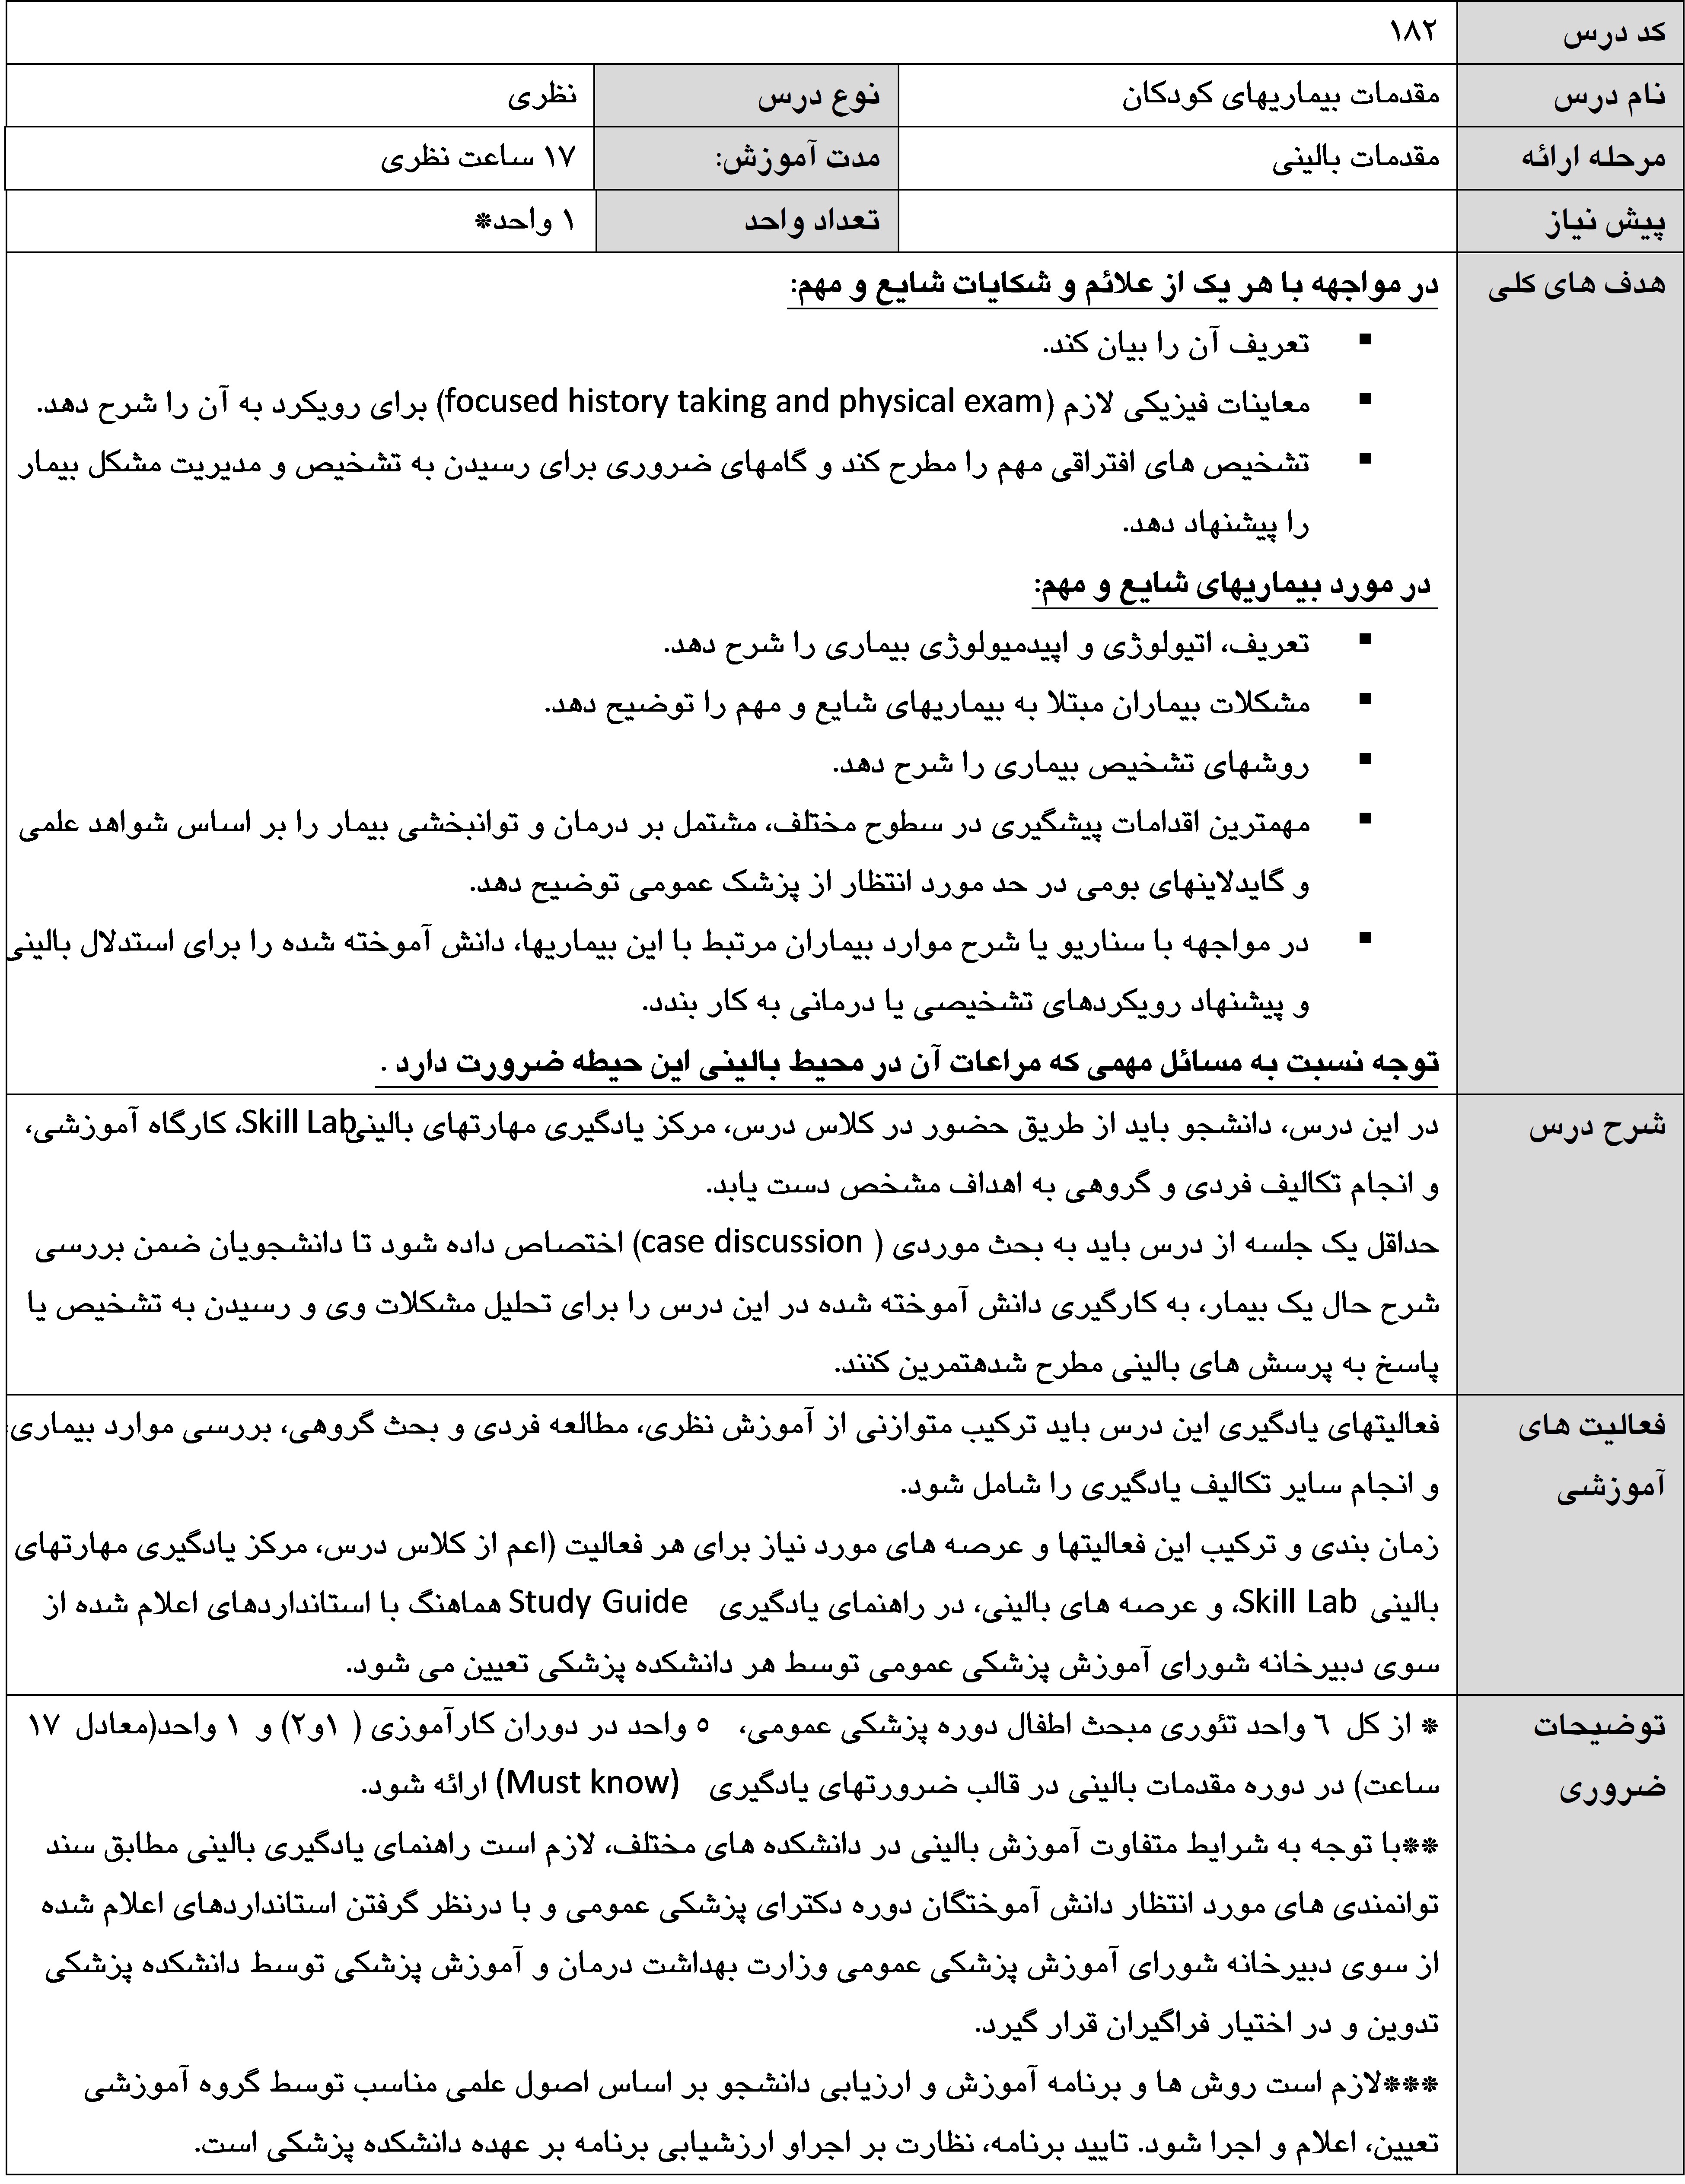 کد درس ۱۸۲
نام درس مقدمات بیماریهای کودکان نوع درس نظری
مرحله ارائه مقدمات بالینی مدت آموزش: ۱۷ ساعت نظری
پیش نیاز تعداد واحد ۱ واحد*
هدف های کلی در مواجهه با هر یک از علائم و شکایات شایع و مهم:
▪ تعریف آن را بیان کند.
▪ معاینات فیزیکی لازم (focused history taking and physical exam) برای رویکرد به آن را شرح دهد.
▪ تشخیص های افتراقی مهم را مطرح کند و گامهای ضروری برای رسیدن به تشخیص و مدیریت مشکل بیمار
را پیشنهاد دهد.
در مورد بیماریهای شایع و مهم:
▪ تعریف، اتیولوژی و اپیدمیولوژی بیماری را شرح دهد.
▪ مشکلات بیماران مبتلا به بیماریهای شایع و مهم را توضیح دهد.
▪ روشهای تشخیص بیماری را شرح دهد.
▪ مهمترین اقدامات پیشگیری در سطوح مختلف، مشتمل بر درمان و توانبخشی بیمار را بر اساس شواهد علمی
و گایدلاینهای بومی در حد مورد انتظار از پزشک عمومی توضیح دهد.
▪ در مواجهه با سناریو یا شرح موارد بیماران مرتبط با این بیماریها، دانش آموخته شده را برای استدلال بالینی
و پیشنهاد رویکردهای تشخیصی یا درمانی به کار بندد.
توجه نسبت به مسائل مهمی که مراعات آن در محیط بالینی این حیطه ضرورت دارد .
شرح درس در این درس، دانشجو باید از طریق حضور در کلاس درس، مرکز یادگیری مهارتهای بالینیSkill Lab، کارگاه آموزشی،
و انجام تکالیف فردی و گروهی به اهداف مشخص دست یابد.
حداقل یک جلسه از درس باید به بحث موردی ( case discussion) اختصاص داده شود تا دانشجویان ضمن بررسی
شرح حال یک بیمار، به کارگیری دانش آموخته شده در این درس را برای تحلیل مشکلات وی و رسیدن به تشخیص یا
پاسخ به پرسش های بالینی مطرح شدهتمرین کنند.
فعالیت های فعالیتهای یادگیری این درس باید ترکیب متوازنی از آموزش نظری، مطالعه فردی و بحث گروهی، بررسی موارد بیماری،
آموزشی و انجام سایر تکالیف یادگیری را شامل شود.
زمان بندی و ترکیب این فعالیتها و عرصه های مورد نیاز برای هر فعالیت (اعم از کلاس درس، مرکز یادگیری مهارتهای
بالینی Skill Lab، و عرصه های بالینی، در راهنمای یادگیری Study Guide هماهنگ با استانداردهای اعلام شده از
سوی دبیرخانه شورای آموزش پزشکی عمومی توسط هر دانشکده پزشکی تعیین می شود.
توضیحات * از کل ۶ واحد تئوری مبحث اطفال دوره پزشکی عمومی، ۵ واحد در دوران کارآموزی ( ۱و۲) و ۱ واحد(معادل ۱۷
ضروری ساعت) در دوره مقدمات بالینی در قالب ضرورتهای یادگیری (Must know) ارائه شود.
**با توجه به شرایط متفاوت آموزش بالینی در دانشکده های مختلف، لازم است راهنمای یادگیری بالینی مطابق سند
توانمندی های مورد انتظار دانش آموختگان دوره دکترای پزشکی عمومی و با درنظر گرفتن استانداردهای اعلام شده
از سوی دبیرخانه شورای آموزش پزشکی عمومی وزارت بهداشت درمان و آموزش پزشکی توسط دانشکده پزشکی
تدوین و در اختیار فراگیران قرار گیرد.
***لازم است روش ها و برنامه آموزش و ارزیابی دانشجو بر اساس اصول علمی مناسب توسط گروه آموزشی
تعیین، اعلام و اجرا شود. تایید برنامه، نظارت بر اجراو ارزشیابی برنامه بر عهده دانشکده پزشکی است.